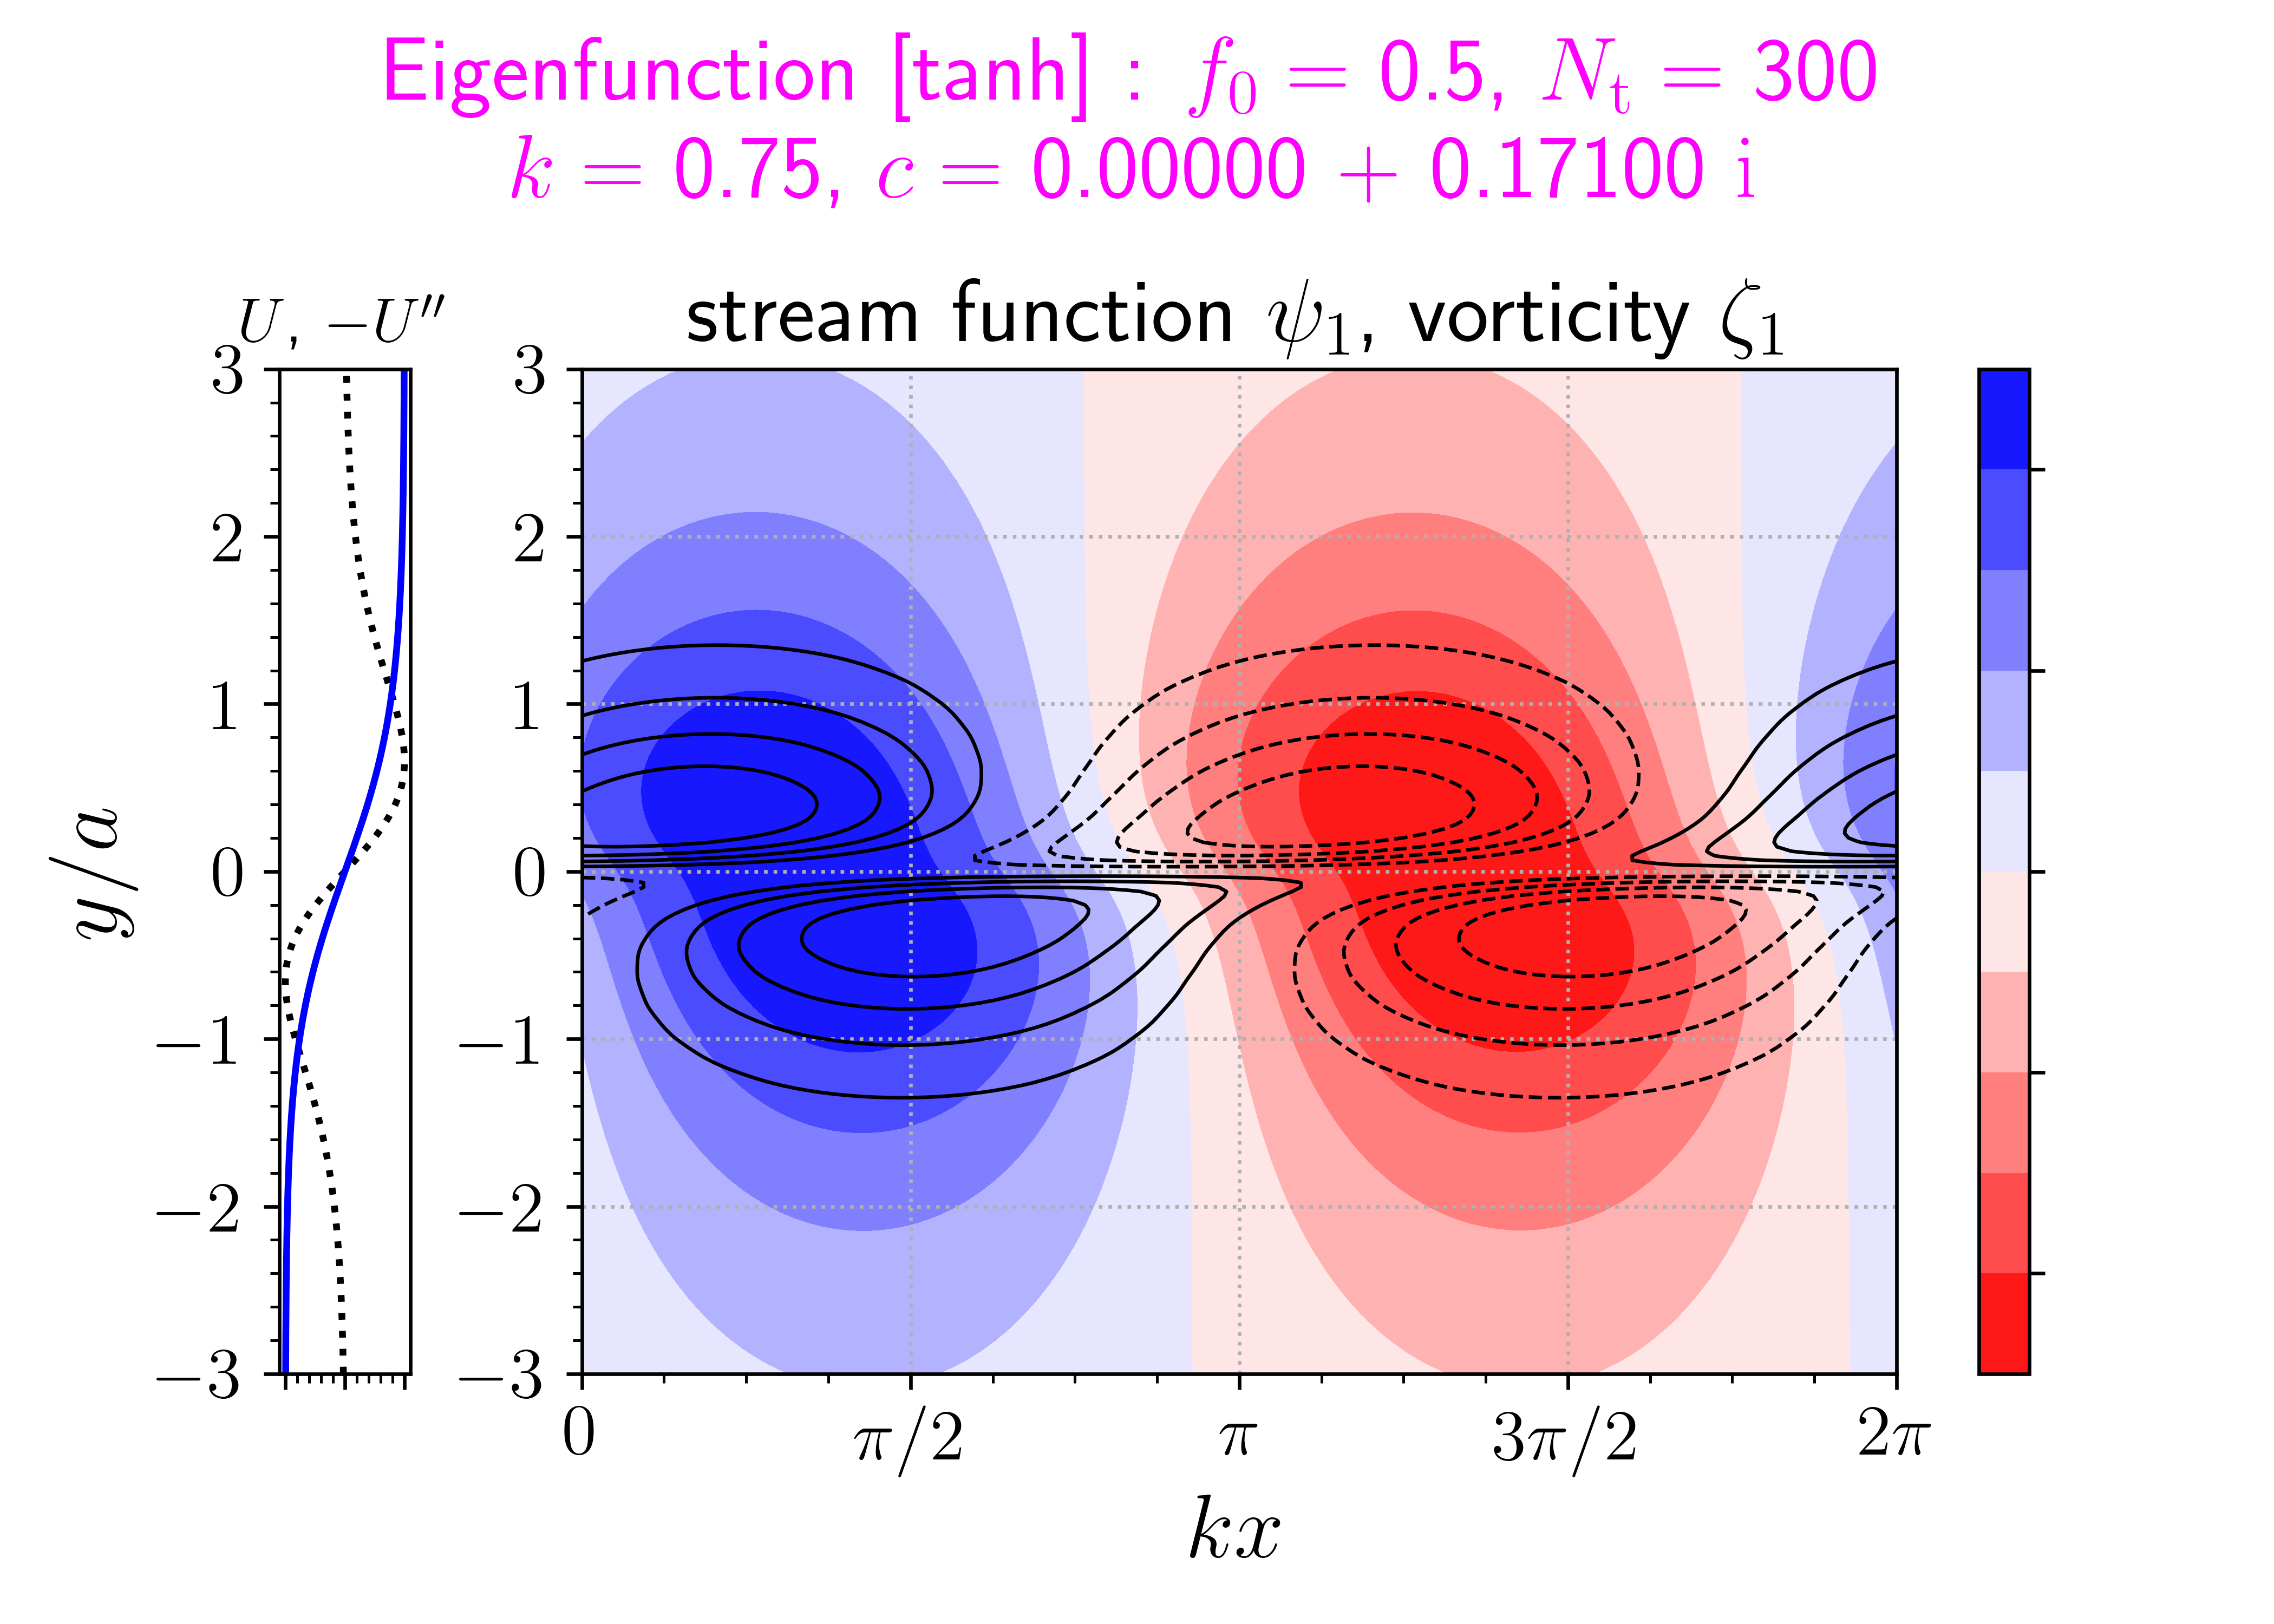 Eigenfunction [tanh] : f₀ = 0.5, Nₜ = 300
k = 0.75, c = 0.00000 + 0.17100 i
U, −U″
stream function ψ₁, vorticity ζ₁
3
2
1
0
−1
−2
−3
y/a
3
2
1
0
−1
−2
−3
0 π/2 π 3π/2 2π
kx